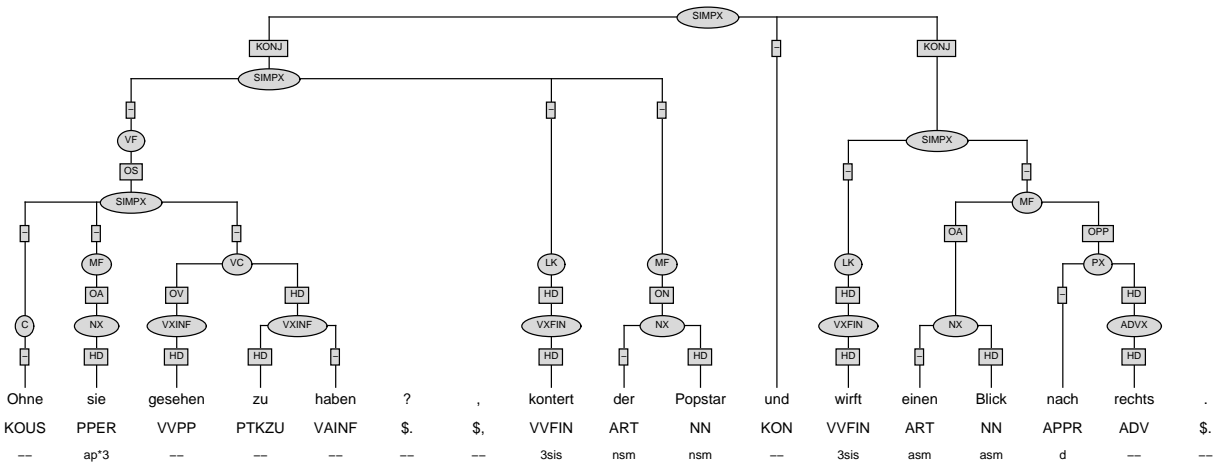 SIMPX
KONJ – KONJ
SIMPX
– – –
VF SIMPX
OS – –
SIMPX MF
– – – OA OPP
MF VC LK MF LK PX
OA OV HD HD ON HD – HD
C NX VXINF VXINF VXFIN NX VXFIN NX ADVX
– HD HD HD – HD – HD HD – HD HD
Ohne sie gesehen zu haben ? , kontert der Popstar und wirft einen Blick nach rechts .
KOUS PPER VVPP PTKZU VAINF $. $, VVFIN ART NN KON VVFIN ART NN APPR ADV $.
–– ap*3 –– –– –– –– –– 3sis nsm nsm –– 3sis asm asm d –– ––